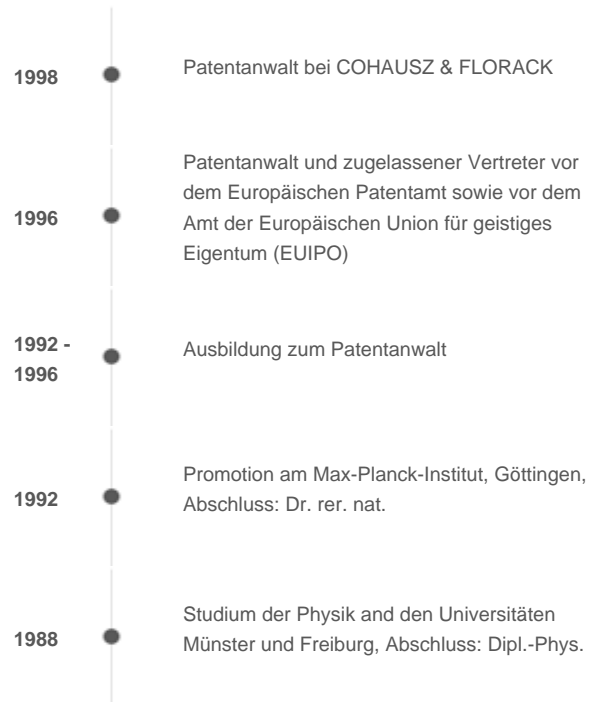 1998
Patentanwalt bei COHAUSZ & FLORACK
1996
Patentanwalt und zugelassener Vertreter vor
dem Europäischen Patentamt sowie vor dem
Amt der Europäischen Union für geistiges
Eigentum (EUIPO)
1992 -
1996
Ausbildung zum Patentanwalt
1992
Promotion am Max-Planck-Institut, Göttingen,
Abschluss: Dr. rer. nat.
1988
Studium der Physik and den Universitäten
Münster und Freiburg, Abschluss: Dipl.-Phys.